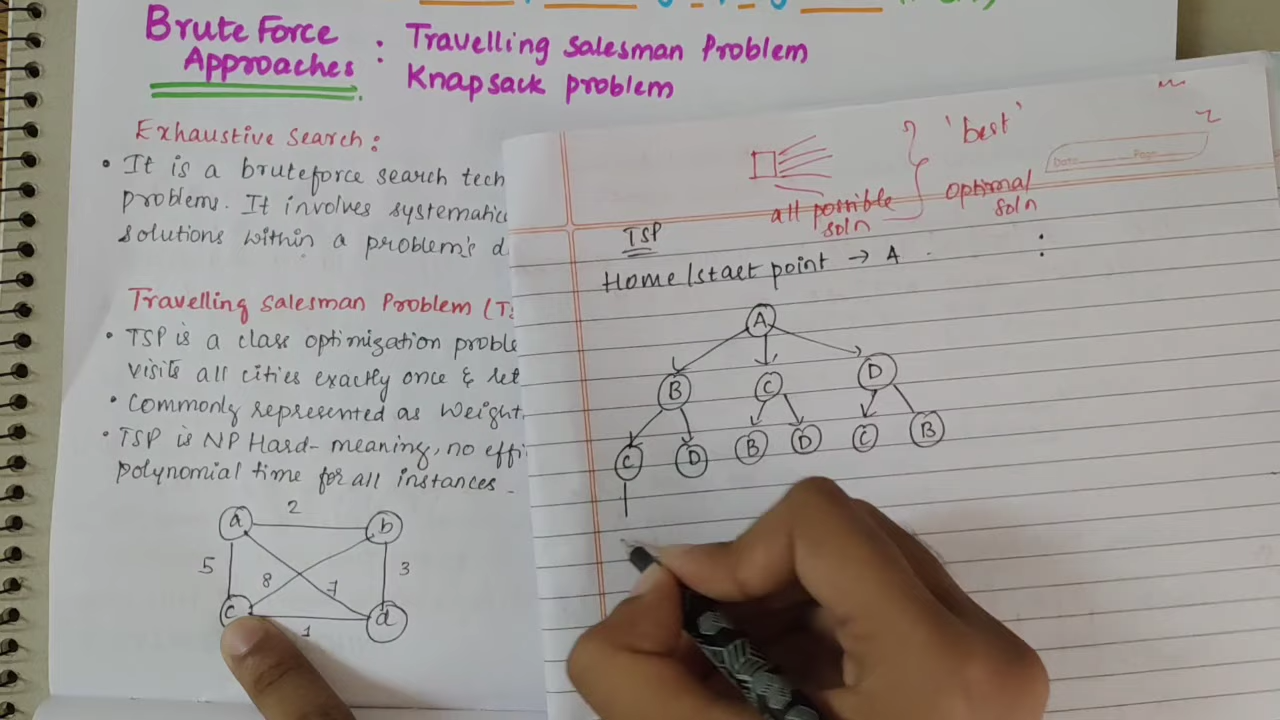 Brute Force
Approaches : Travelling Salesman Problem
Knapsack problem
Exhaustive Search:
• It is a bruteforce search tech
problems. It involves systematic
solutions within a problem's d
Travelling Salesman Problem (T
• TSP is a class optimization proble
visits all cities exactly once & ret
• Commonly represented as Weight
• TSP is NP Hard- meaning, no effi
polynomial time for all instances
a 2 b
5 8 7 3
c 1 d
'best'
all possible
soln
optimal
soln
Date Page
TSP
Home/start point → A
A
B C D
C D B D C B